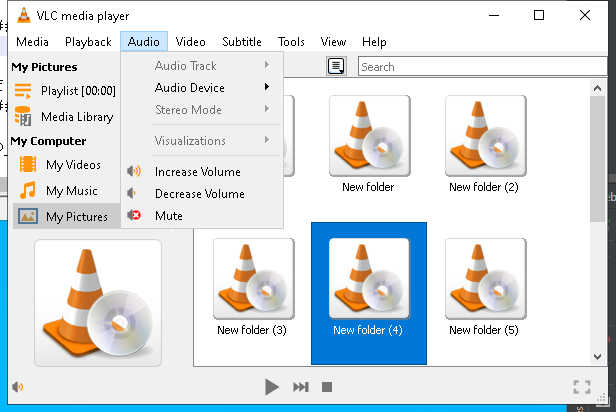 VLC media player
Media Playback Audio Video Subtitle Tools View Help
My Pictures
Playlist [00:00]
Media Library
My Computer
My Videos
My Music
My Pictures
Audio Track
Audio Device
Stereo Mode
Visualizations
Increase Volume
Decrease Volume
Mute
Search
New folder
New folder (2)
New folder (3)
New folder (4)
New folder (5)